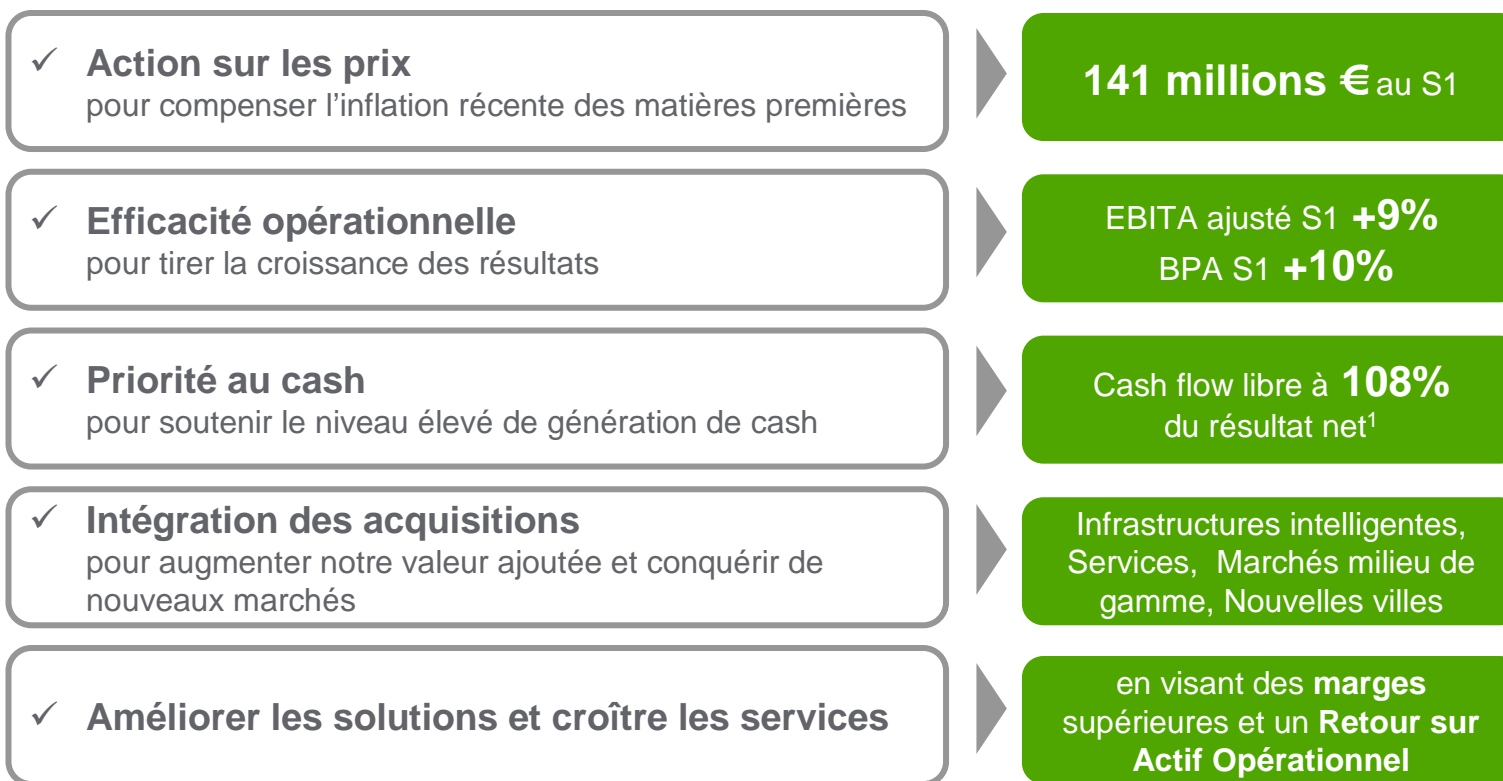 ✓ Action sur les prix
pour compenser l’inflation récente des matières premières
141 millions € au S1
✓ Efficacité opérationnelle
pour tirer la croissance des résultats
EBITA ajusté S1 +9%
BPA S1 +10%
✓ Priorité au cash
pour soutenir le niveau élevé de génération de cash
Cash flow libre à 108%
du résultat net¹
✓ Intégration des acquisitions
pour augmenter notre valeur ajoutée et conquérir de
nouveaux marchés
Infrastructures intelligentes,
Services, Marchés milieu de
gamme, Nouvelles villes
✓ Améliorer les solutions et croître les services
en visant des marges
supérieures et un Retour sur
Actif Opérationnel